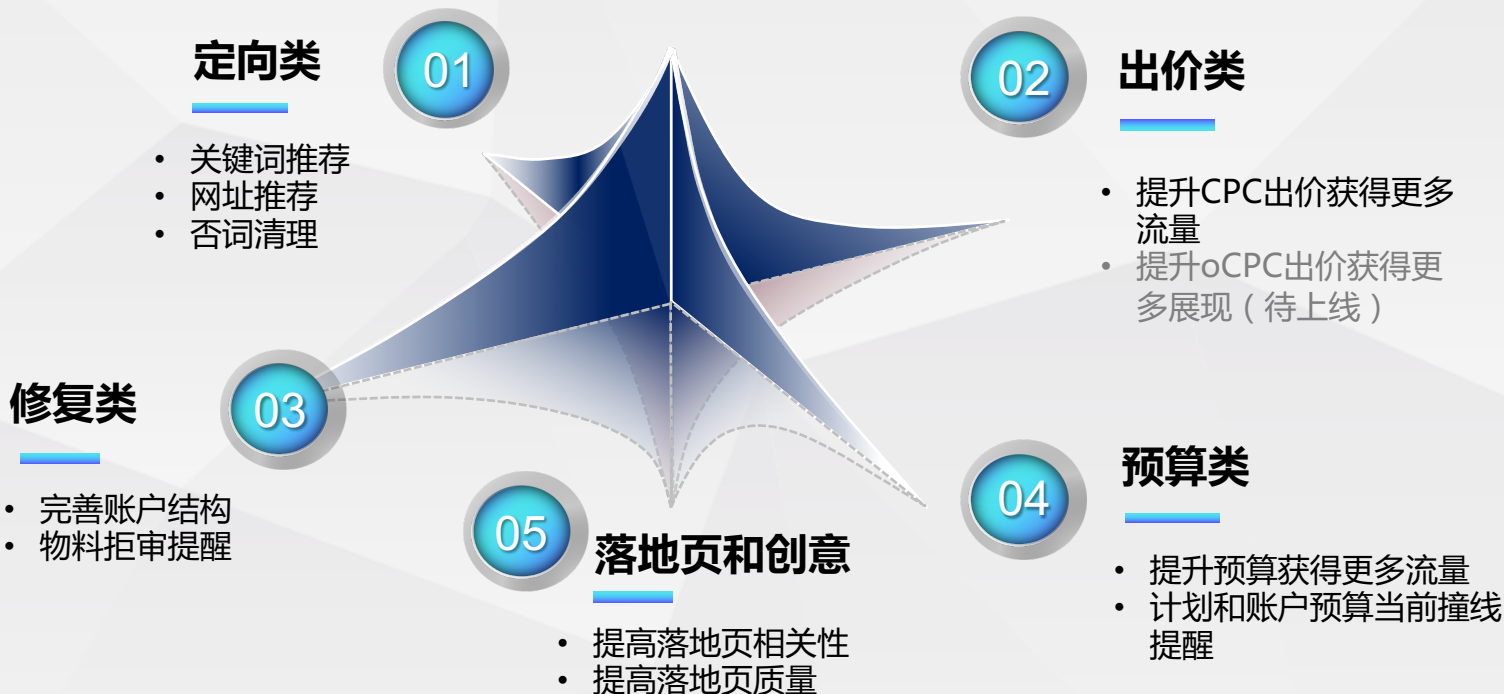 01
定向类
• 关键词推荐
• 网址推荐
• 否词清理
02
出价类
• 提升CPC出价获得更多
流量
• 提升oCPC出价获得更
多展现（待上线）
03
修复类
• 完善账户结构
• 物料拒审提醒
04
预算类
• 提升预算获得更多流量
• 计划和账户预算当前撞线
提醒
05
落地页和创意
• 提高落地页相关性
• 提高落地页质量